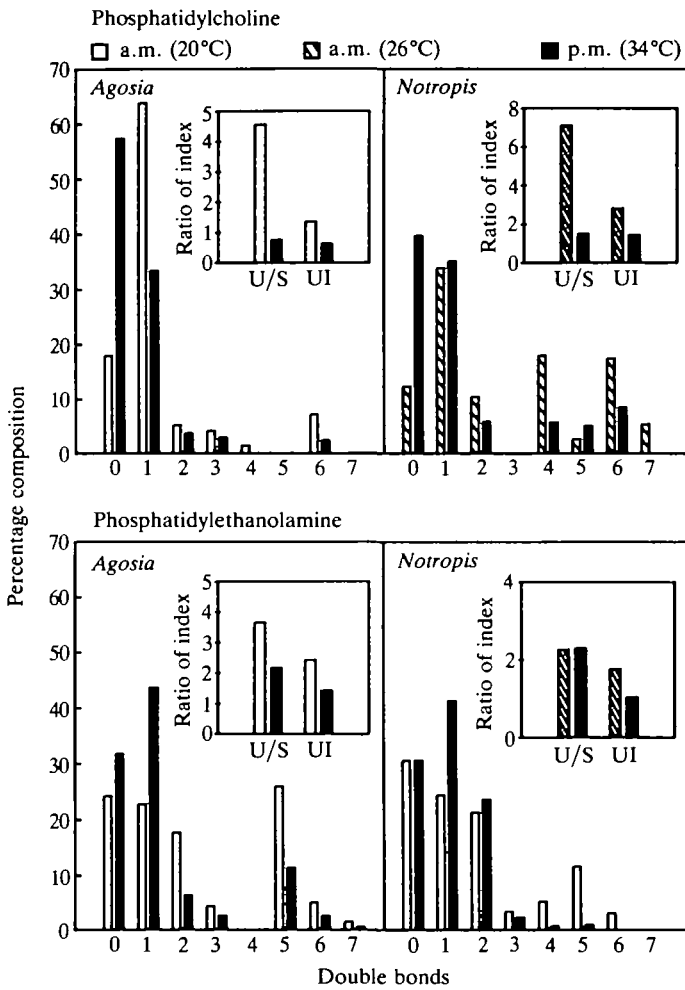 Phosphatidylcholine
a.m. (20°C) a.m. (26°C) p.m. (34°C)
70
60
50
40
30
20
10
0
Agosia
5
4
3
2
1
0
Ratio of index
U/S UI
0 1 2 3 4 5 6 7
Notropis
8
6
4
2
0
Ratio of index
U/S UI
0 1 2 3 4 5 6 7
Percentage composition
Phosphatidylethanolamine
70
60
50
40
30
20
10
0
Agosia
5
4
3
2
1
0
Ratio of index
U/S UI
0 1 2 3 4 5 6 7
Notropis
4
2
0
Ratio of index
U/S UI
0 1 2 3 4 5 6 7
Double bonds